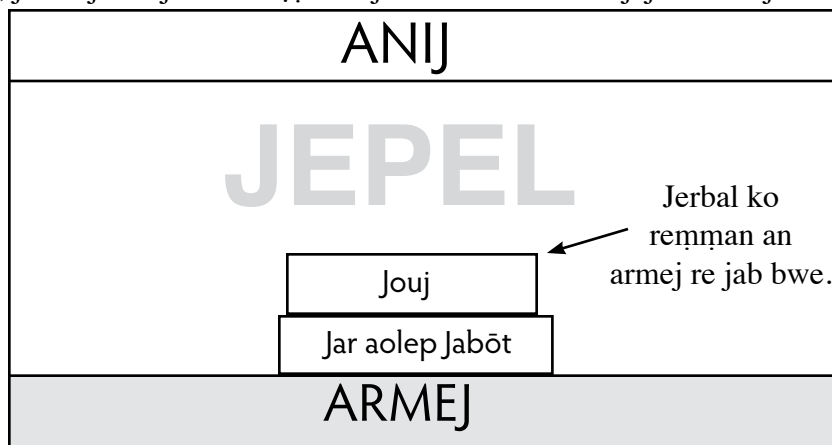 ANIJ
JEPEL
Jerbal ko
reṃṃan an
armej re jab bwe.
Jouj
Jar aolep Jabōt
ARMEJ